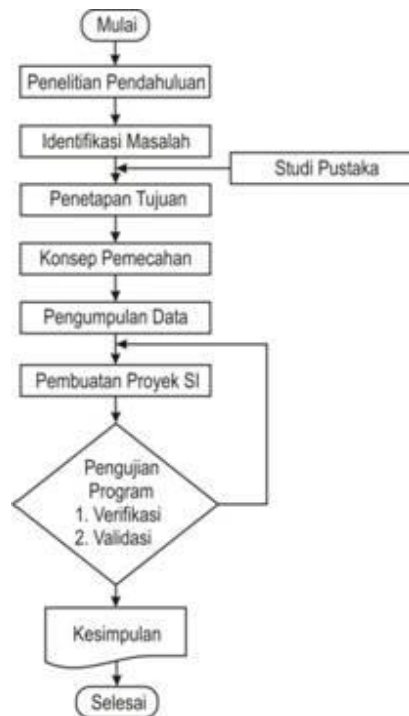 Mulai
Penelitian Pendahuluan
Identifikasi Masalah
Studi Pustaka
Penetapan Tujuan
Konsep Pemecahan
Pengumpulan Data
Pembuatan Proyek SI
Pengujian
Program
1. Verifikasi
2. Validasi
Kesimpulan
Selesai